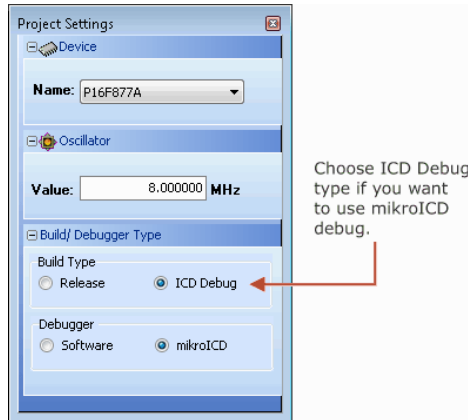 Project Settings
Device
Name: P16F877A
Oscillator
Value: 8.000000 MHz
Build/ Debugger Type
Build Type
Release ICD Debug
Debugger
Software mikroICD
Choose ICD Debug
type if you want
to use mikroICD
debug.